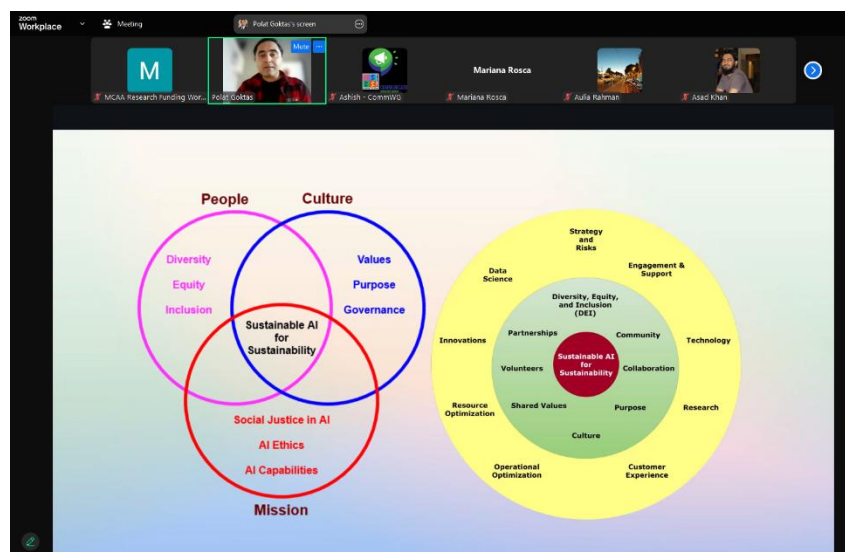 zoom
Workplace
Meeting
Polat Goktas's screen
M
Mute
Mariana Rosca
MCAA Research Funding Wor...
Polat Goktas
Ashish - CommWG
Mariana Rosca
Aulia Rahman
Asad Khan
People
Culture
Diversity
Equity
Inclusion
Values
Purpose
Governance
Sustainable AI
for
Sustainability
Social Justice in AI
AI Ethics
AI Capabilities
Mission
Strategy
and
Risks
Data
Science
Engagement &
Support
Diversity, Equity,
and Inclusion
(DEI)
Innovations
Partnerships
Community
Technology
Sustainable AI
for
Sustainability
Volunteers
Collaboration
Resource
Optimization
Shared Values
Purpose
Research
Culture
Operational
Optimization
Customer
Experience